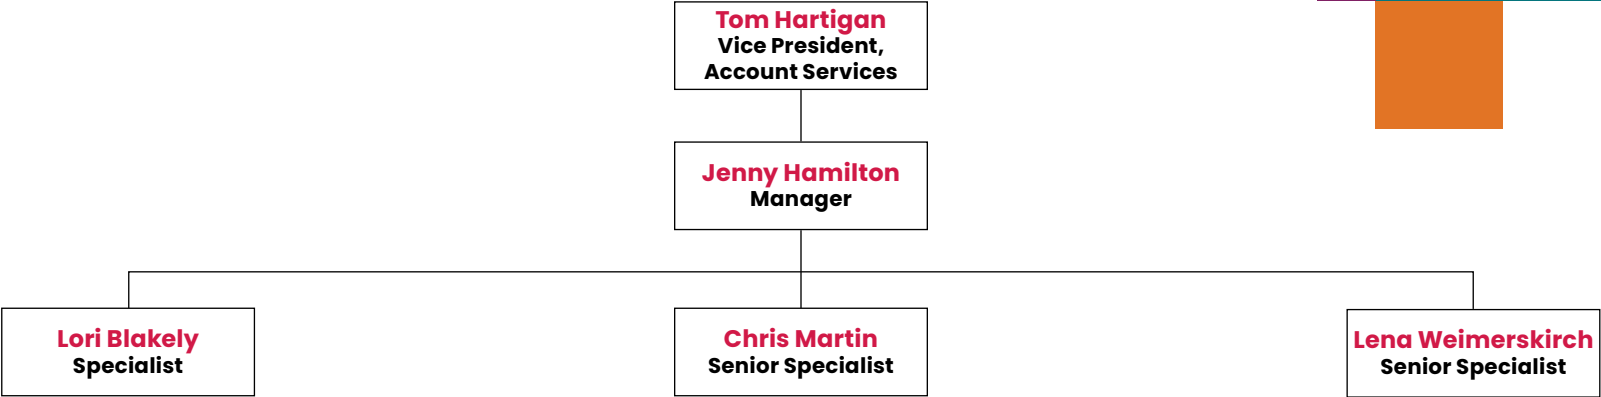 Tom Hartigan
Vice President,
Account Services
Jenny Hamilton
Manager
Lori Blakely
Specialist
Chris Martin
Senior Specialist
Lena Weimerskirch
Senior Specialist